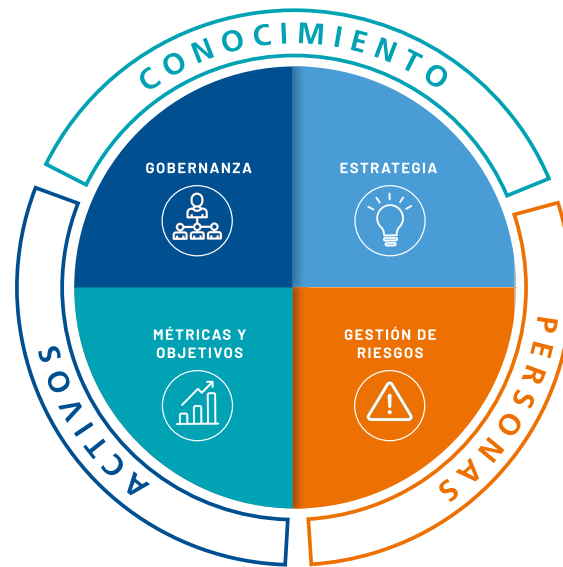 CONOCIMIENTO
GOBERNANZA
ESTRATEGIA
MÉTRICAS Y
OBJETIVOS
GESTIÓN DE
RIESGOS
ACTIVOS
PERSONAS